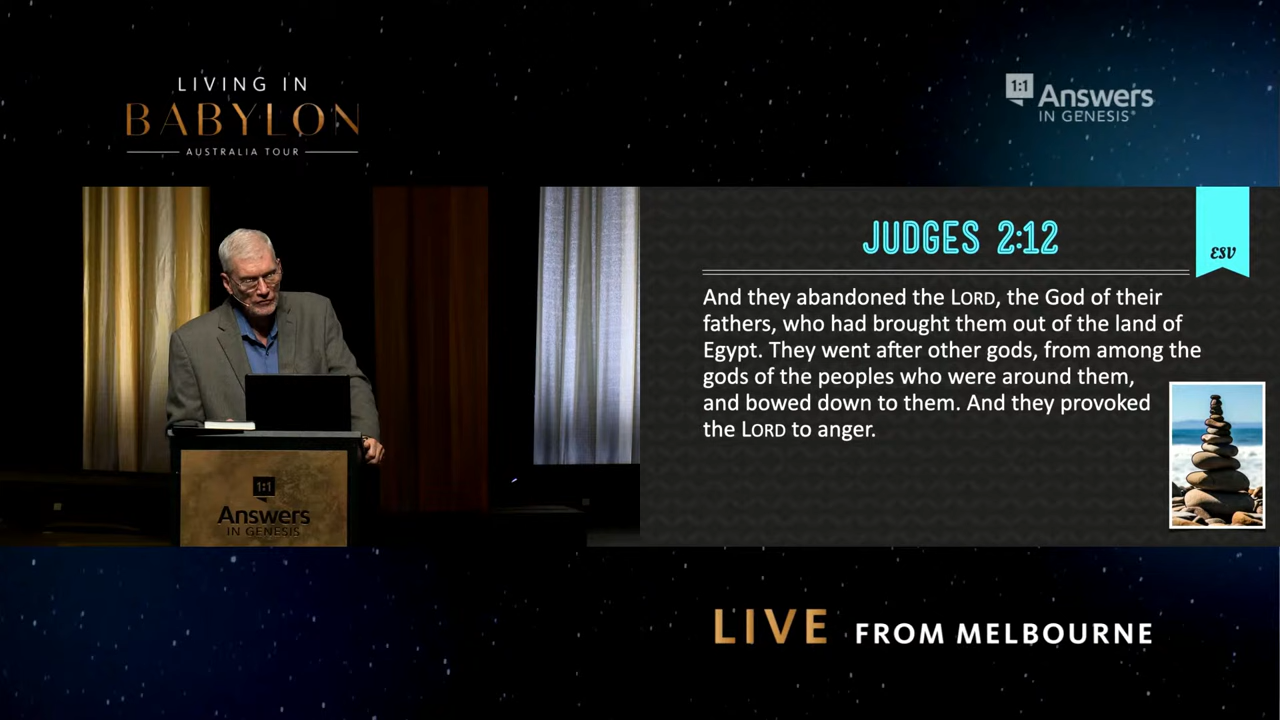 LIVING IN
BABYLON
AUSTRALIA TOUR
1:1
Answers
IN GENESIS®
JUDGES 2:12
ESV
And they abandoned the LORD, the God of their
fathers, who had brought them out of the land of
Egypt. They went after other gods, from among the
gods of the peoples who were around them,
and bowed down to them. And they provoked
the LORD to anger.
1:1
Answers
IN GENESIS
LIVE FROM MELBOURNE